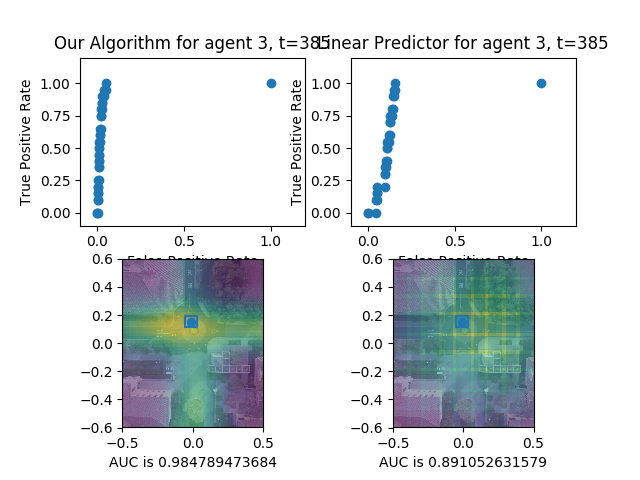 Our Algorithm for agent 3, t=385
Linear Predictor for agent 3, t=385
True Positive Rate
1.00
0.75
0.50
0.25
0.00
0.0 0.5 1.0
False Positive Rate
True Positive Rate
1.00
0.75
0.50
0.25
0.00
0.0 0.5 1.0
False Positive Rate
0.6
0.4
0.2
0.0
−0.2
−0.4
−0.6
−0.5 0.0 0.5
AUC is 0.984789473684
0.6
0.4
0.2
0.0
−0.2
−0.4
−0.6
−0.5 0.0 0.5
AUC is 0.891052631579